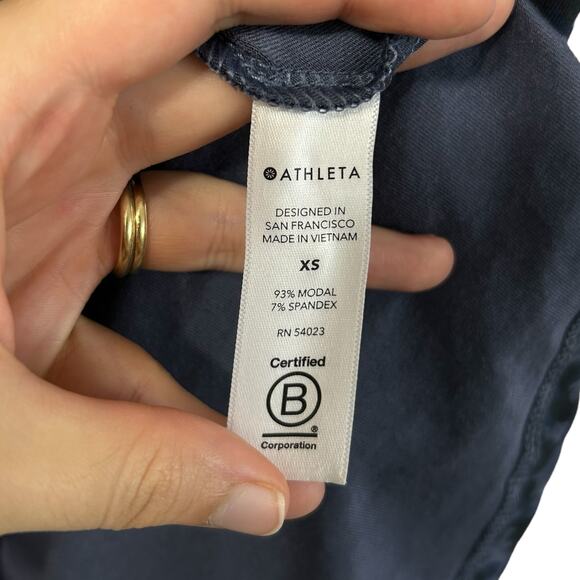 ATHLETA
DESIGNED IN
SAN FRANCISCO
MADE IN VIETNAM
XS
93% MODAL
7% SPANDEX
RN 54023
Certified
B
®
Corporation